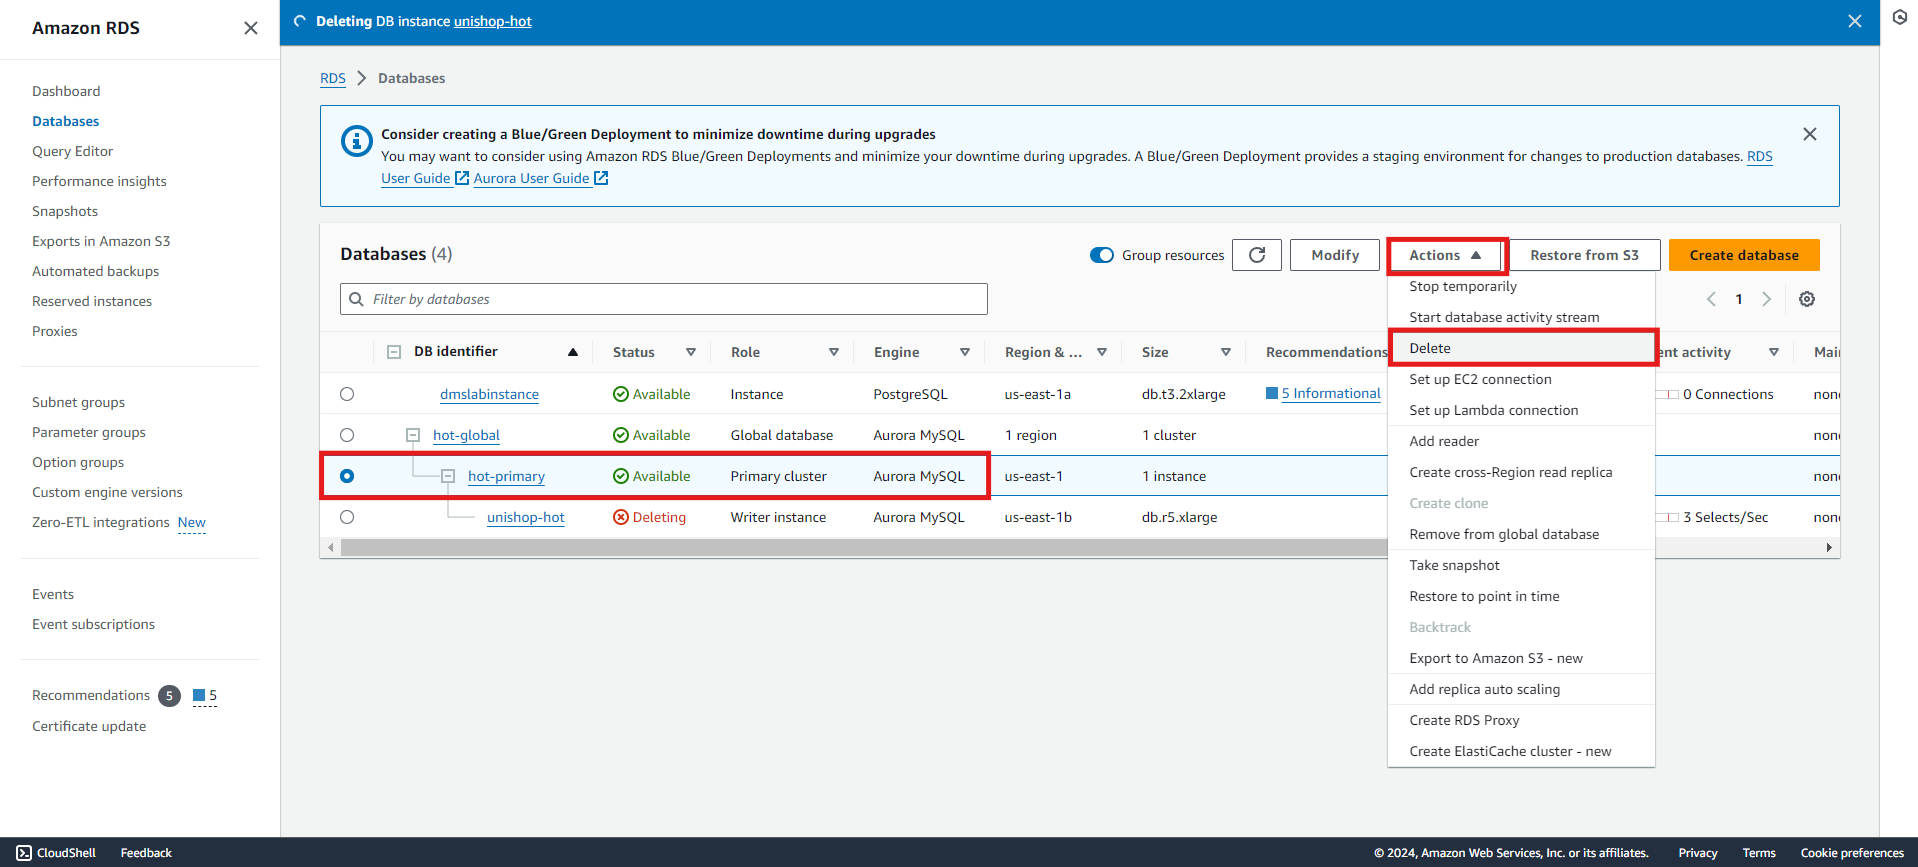 Amazon RDS
Dashboard
Databases
Query Editor
Performance insights
Snapshots
Exports in Amazon S3
Automated backups
Reserved instances
Proxies
Subnet groups
Parameter groups
Option groups
Custom engine versions
Zero-ETL integrations New
Events
Event subscriptions
Recommendations 5 5
Certificate update
Deleting DB instance unishop-hot
RDS Databases
Consider creating a Blue/Green Deployment to minimize downtime during upgrades
You may want to consider using Amazon RDS Blue/Green Deployments and minimize your downtime during upgrades. A Blue/Green Deployment provides a staging environment for changes to production databases. RDS
User Guide Aurora User Guide
Databases (4)
Group resources Modify Actions Restore from S3 Create database
Filter by databases
1
DB identifier Status Role Engine Region & ... Size Recommendations ent activity Mai
dmslabinstance Available Instance PostgreSQL us-east-1a db.t3.2xlarge 5 Informational 0 Connections none
hot-global Available Global database Aurora MySQL 1 region 1 cluster none
hot-primary Available Primary cluster Aurora MySQL us-east-1 1 instance none
unishop-hot Deleting Writer instance Aurora MySQL us-east-1b db.r5.xlarge 3 Selects/Sec none
Stop temporarily
Start database activity stream
Delete
Set up EC2 connection
Set up Lambda connection
Add reader
Create cross-Region read replica
Create clone
Remove from global database
Take snapshot
Restore to point in time
Backtrack
Export to Amazon S3 - new
Add replica auto scaling
Create RDS Proxy
Create ElastiCache cluster - new
CloudShell Feedback © 2024, Amazon Web Services, Inc. or its affiliates. Privacy Terms Cookie preferences